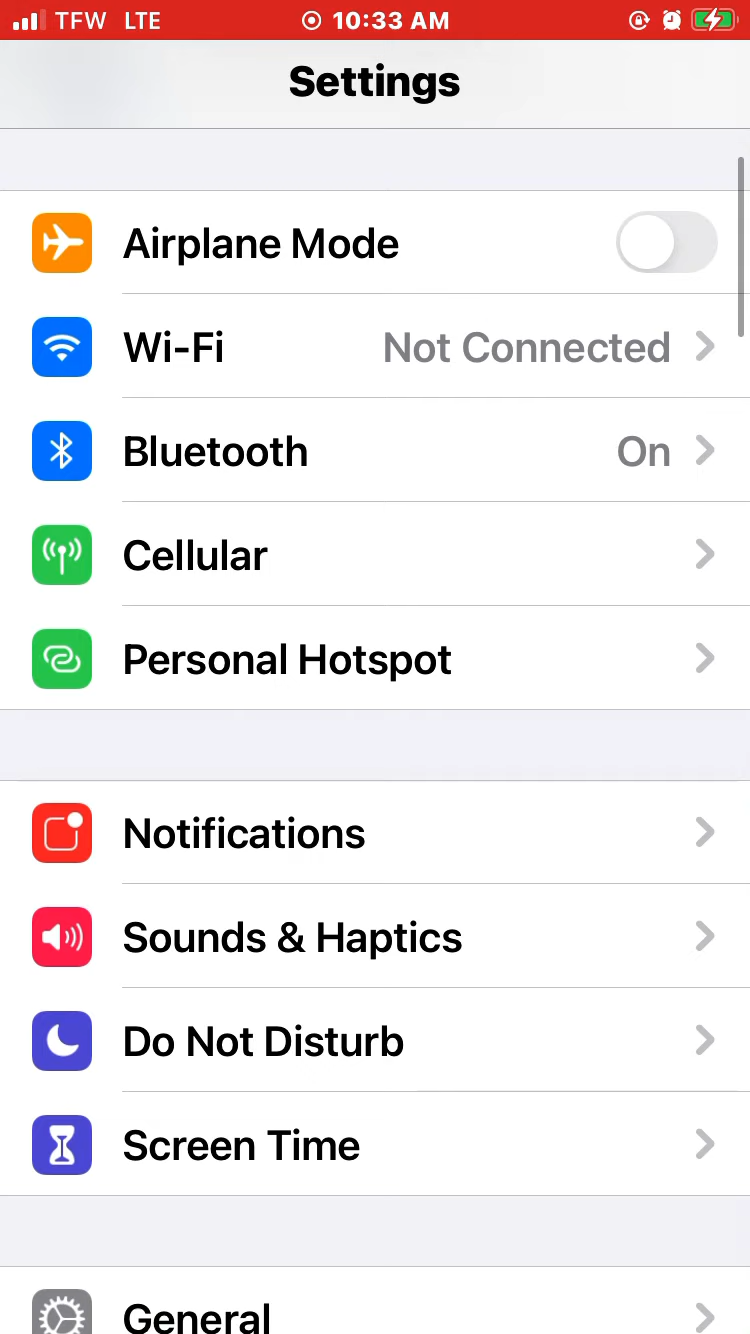 TFW LTE 10:33 AM
Settings
Airplane Mode
Wi-Fi Not Connected
Bluetooth On
Cellular
Personal Hotspot
Notifications
Sounds & Haptics
Do Not Disturb
Screen Time
General